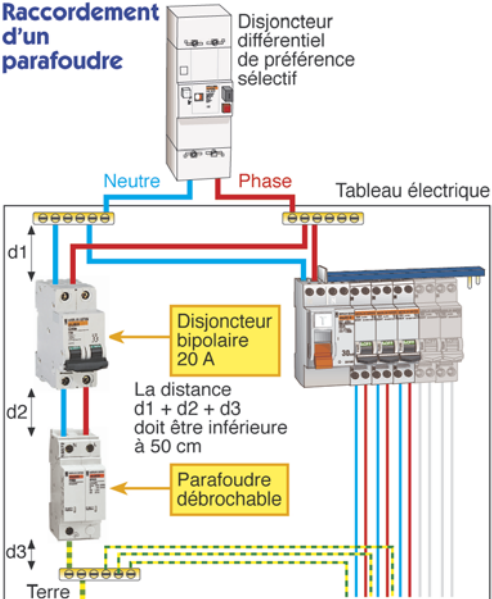 Raccordement
d'un
parafoudre
Disjoncteur
différentiel
de préférence
sélectif
Neutre
Phase
Tableau électrique
d1
Disjoncteur
bipolaire
20 A
d2
La distance
d1 + d2 + d3
doit être inférieure
à 50 cm
Parafoudre
débrochable
d3
Terre